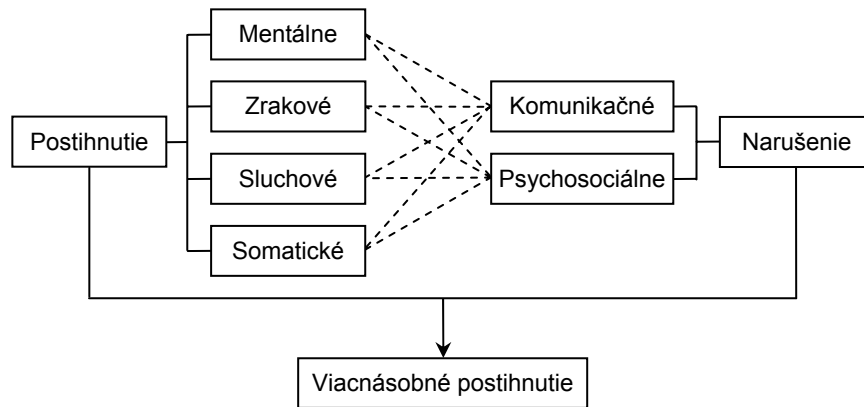 Mentálne
Zrakové
Komunikačné
Postihnutie
Narušenie
Sluchové
Psychosociálne
Somatické
Viacnásobné postihnutie